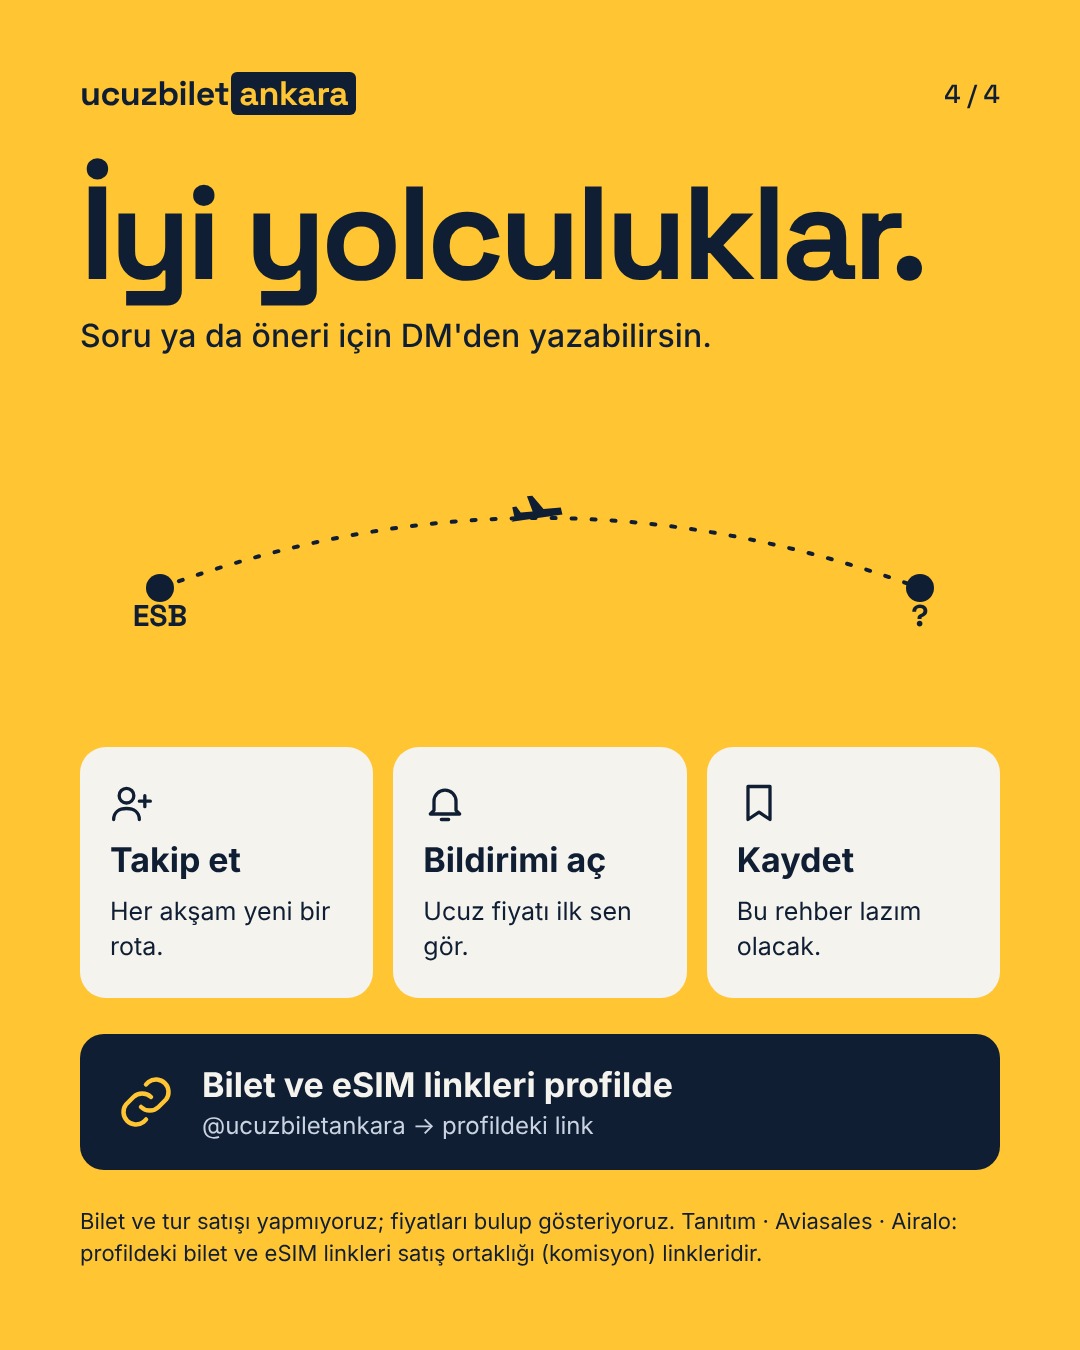 ucuzbilet ankara
4 / 4
İyi yolculuklar.
Soru ya da öneri için DM'den yazabilirsin.
ESB
?
Takip et
Her akşam yeni bir
rota.
Bildirimi aç
Ucuz fiyatı ilk sen
gör.
Kaydet
Bu rehber lazım
olacak.
Bilet ve eSIM linkleri profilde
@ucuzbiletankara → profildeki link
Bilet ve tur satışı yapmıyoruz; fiyatları bulup gösteriyoruz. Tanıtım · Aviasales · Airalo:
profildeki bilet ve eSIM linkleri satış ortaklığı (komisyon) linkleridir.